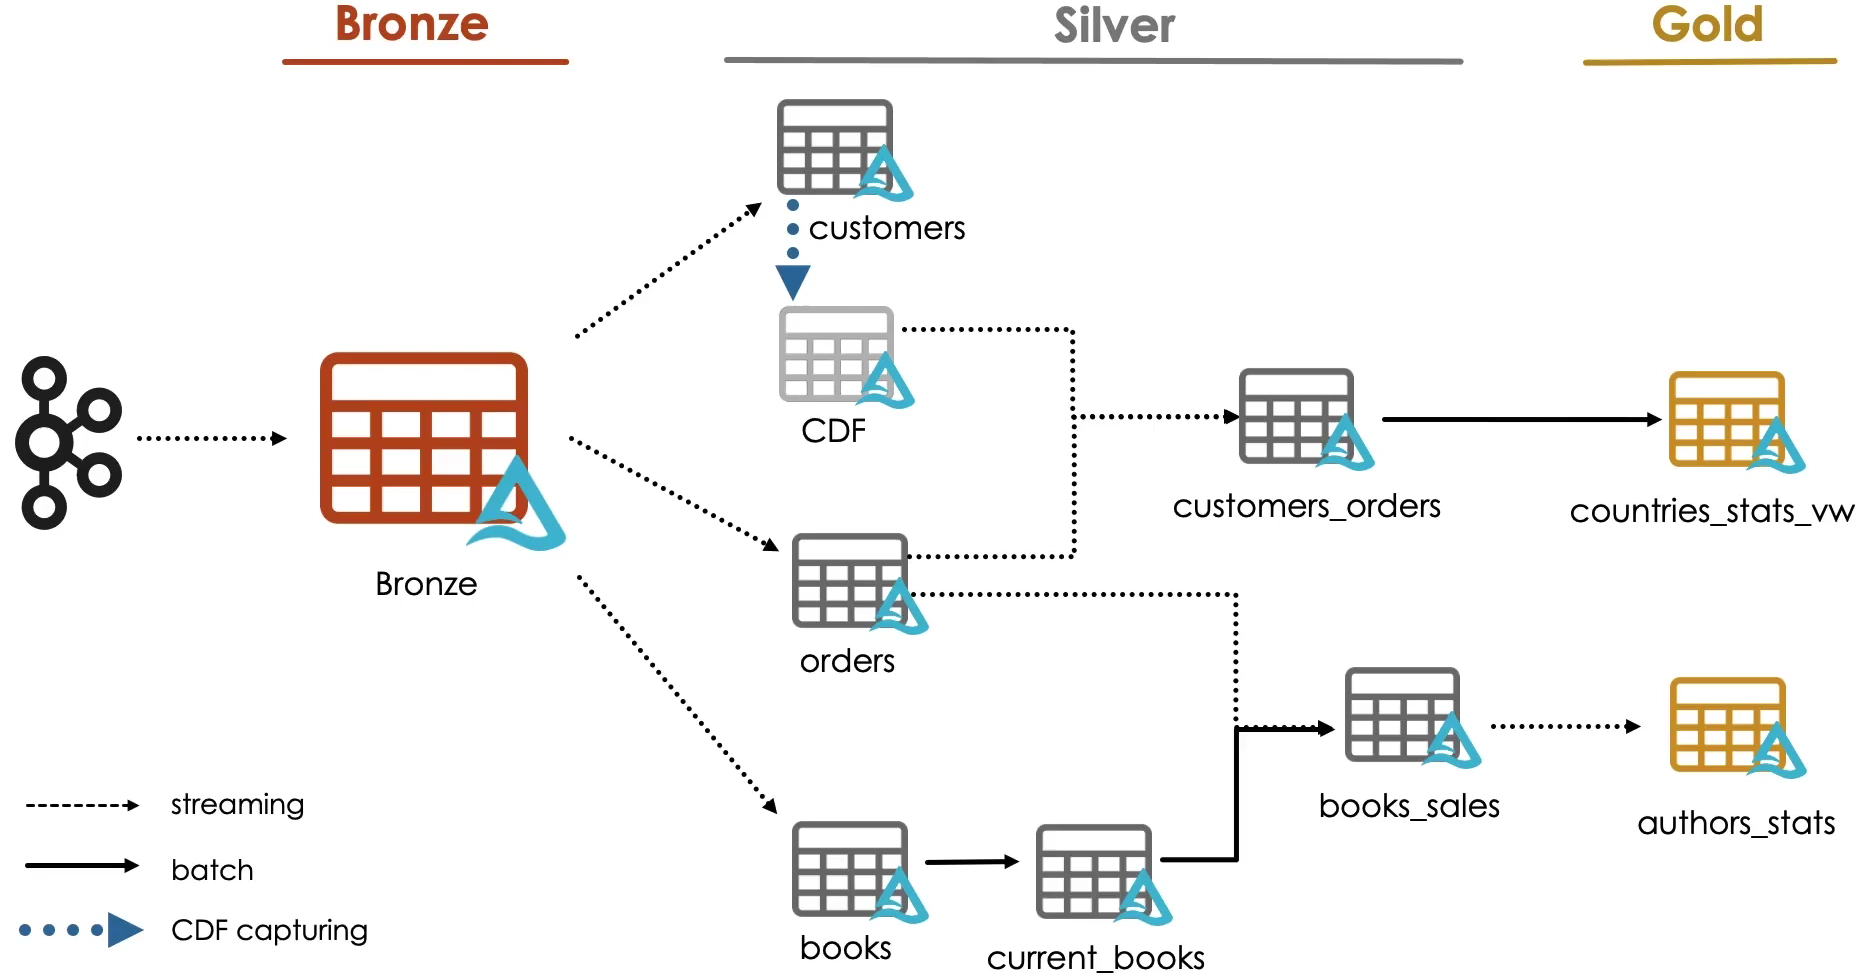 Bronze
Silver
Gold
customers
CDF
customers_orders
countries_stats_vw
Bronze
orders
books_sales
authors_stats
books
current_books
streaming
batch
CDF capturing